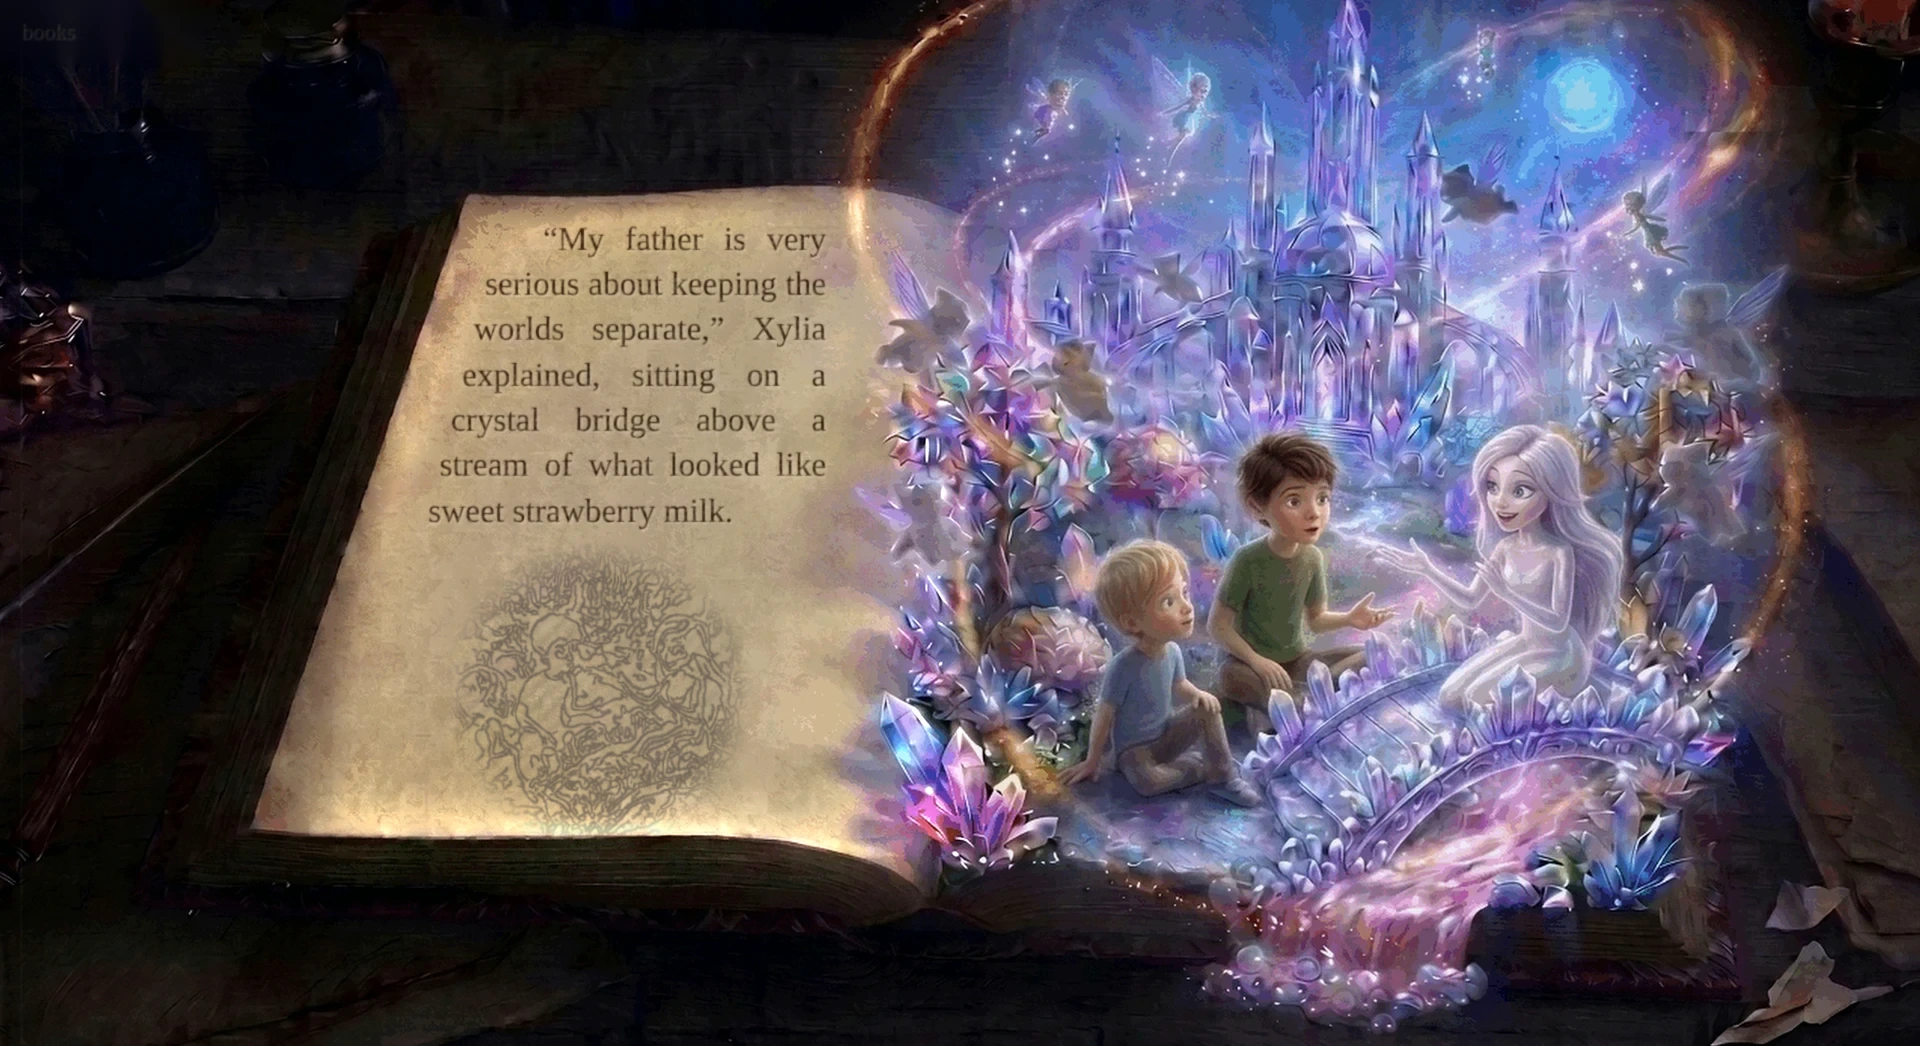 books
“My father is very
serious about keeping the
worlds separate,” Xylia
explained, sitting on a
crystal bridge above a
stream of what looked like
sweet strawberry milk.